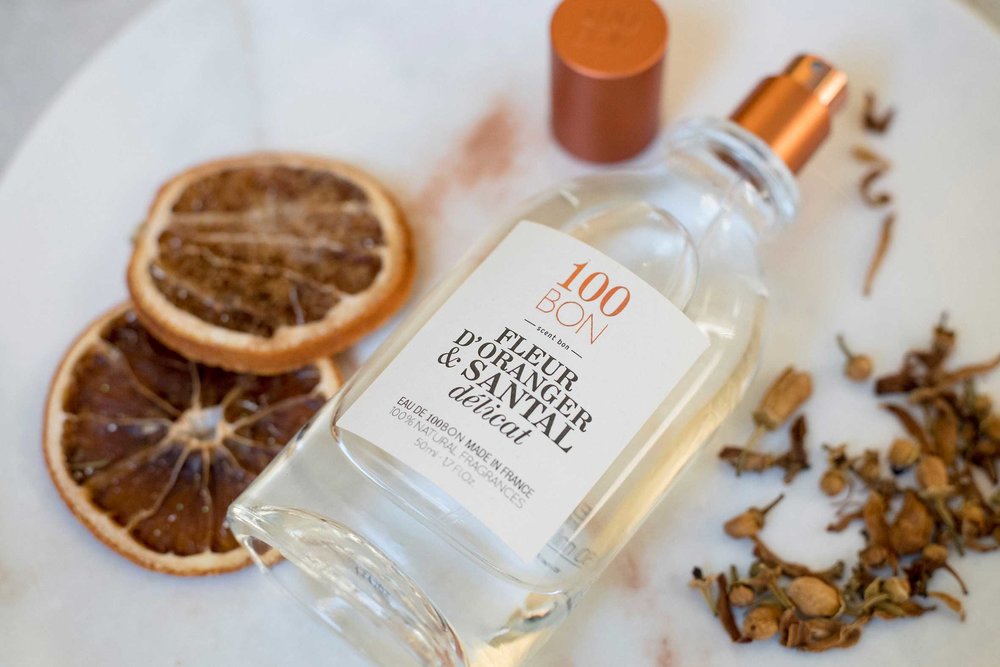 100
BON
scent bon
FLEUR
D'ORANGER
& SANTAL
délicat
EAU DE 100BON MADE IN FRANCE
100% NATURAL FRAGRANCES
50ml - 1.7 Fl.Oz.